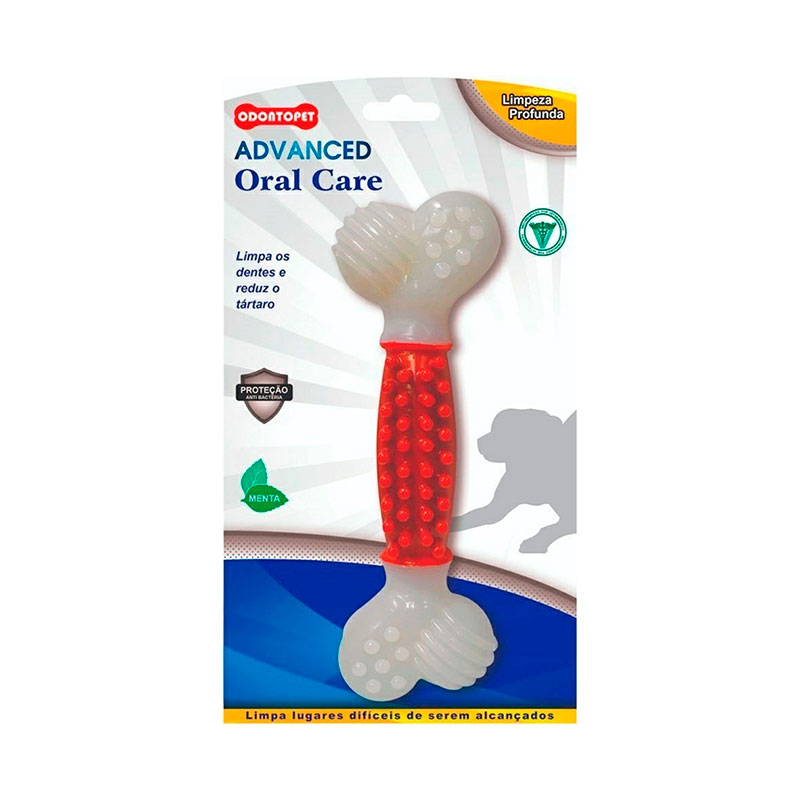 ODONTOPET
ADVANCED
Oral Care
Limpeza
Profunda
Limpa os
dentes e
reduz o
tártaro
PROTEÇÃO
ANTI BACTÉRIA
MENTA
Limpa lugares difíceis de serem alcançados